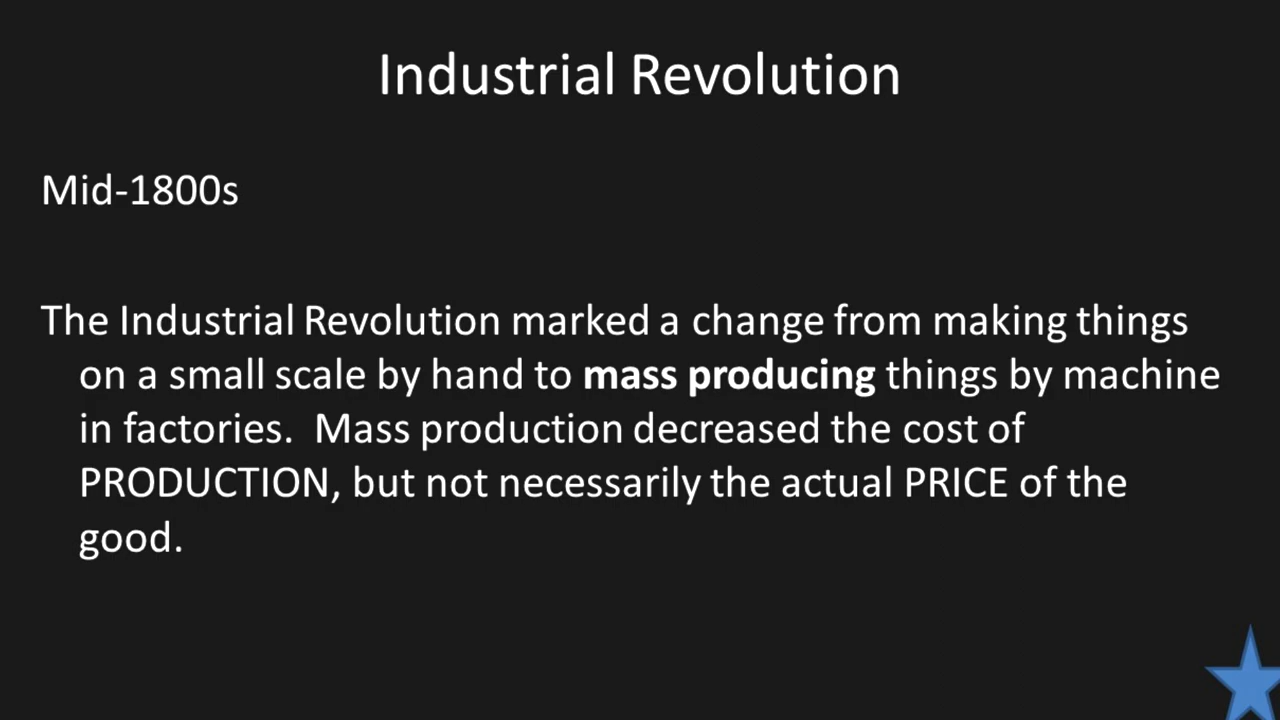 Industrial Revolution
Mid-1800s
The Industrial Revolution marked a change from making things
on a small scale by hand to mass producing things by machine
in factories.  Mass production decreased the cost of
PRODUCTION, but not necessarily the actual PRICE of the
good.